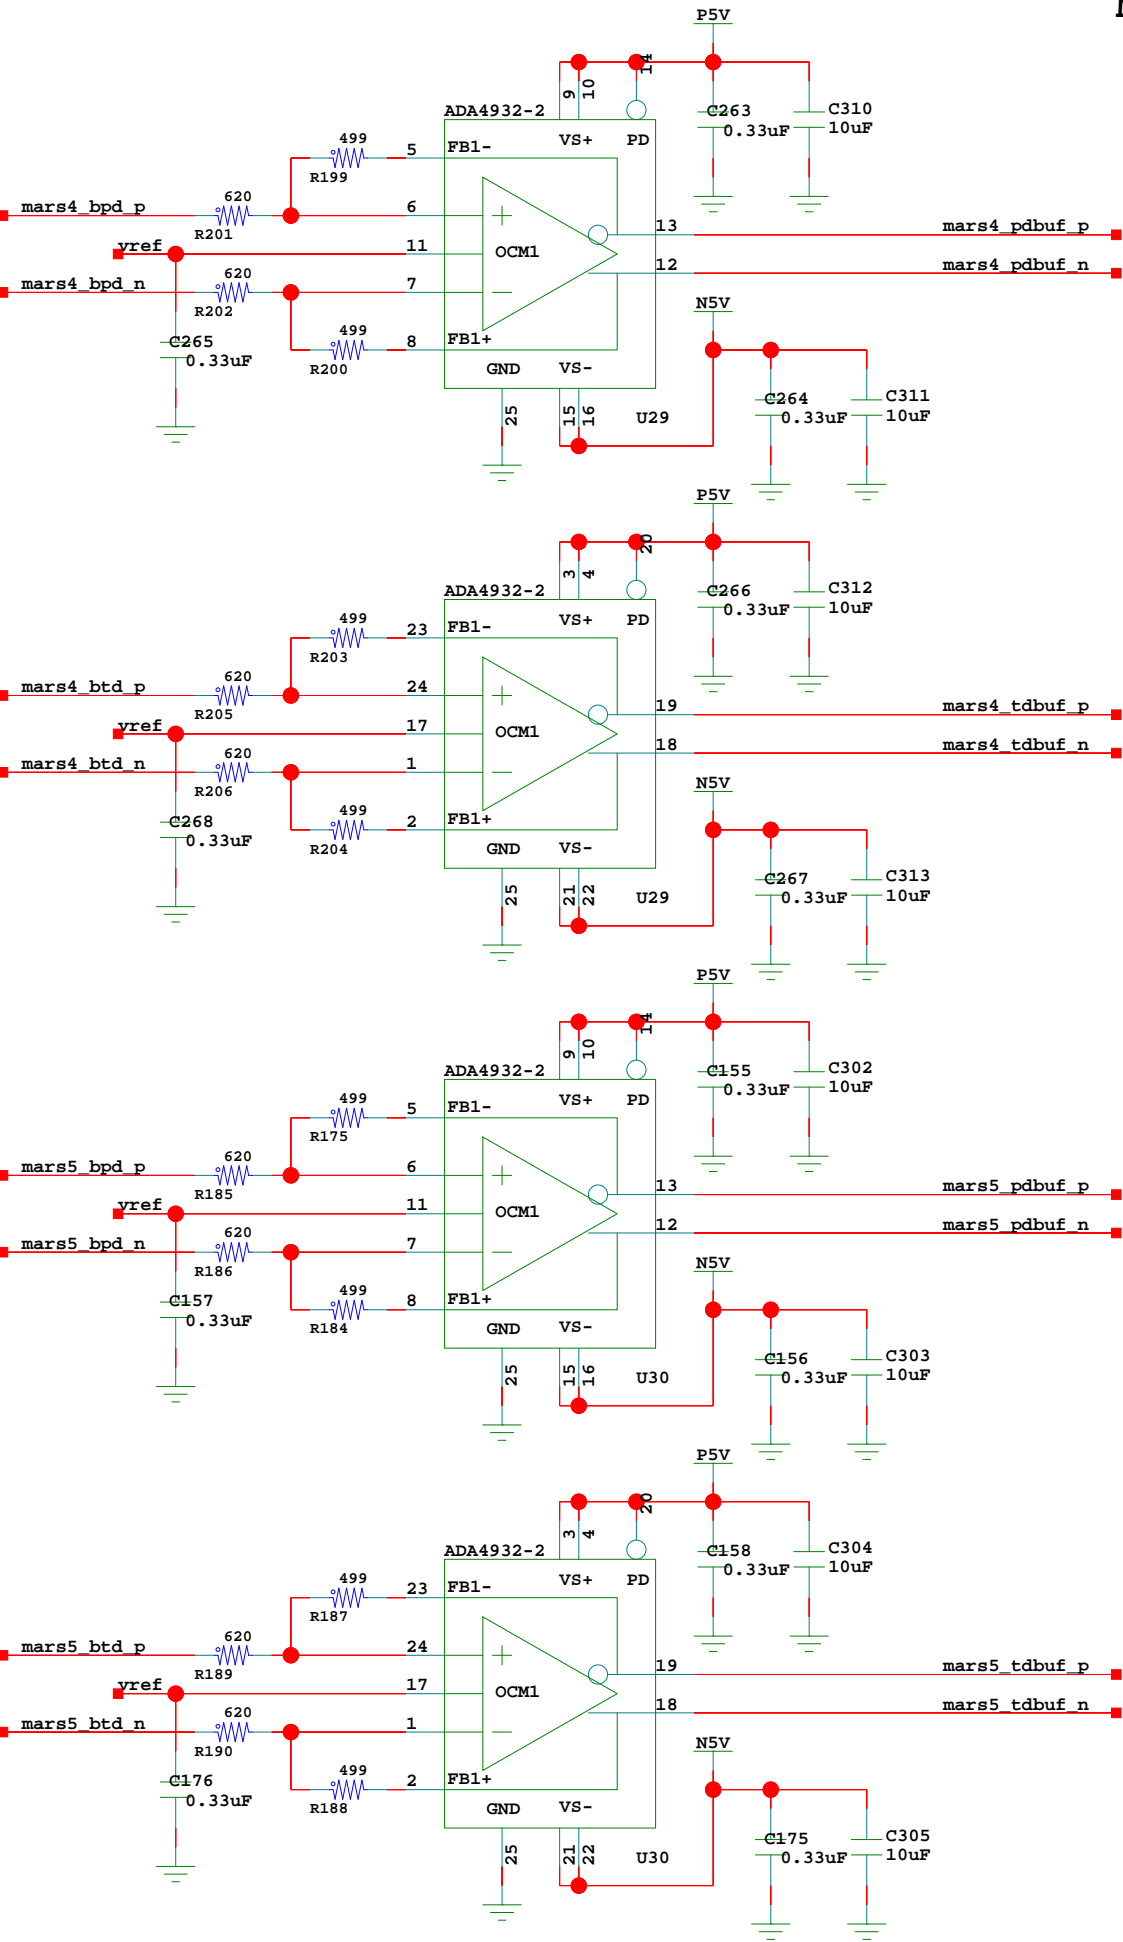 P5V
14
9
10
C263
0.33uF
C310
10uF
ADA4932-2
VS+
PD
499
R199
5
FB1-
mars4_bpd_p
620
R201
6
13
mars4_pdbuf_p
vref
11
OCM1
12
mars4_pdbuf_n
mars4_bpd_n
620
R202
7
N5V
C265
0.33uF
499
R200
8
FB1+
GND
VS-
25
15
16
U29
C264
0.33uF
C311
10uF
P5V
20
3
4
C266
0.33uF
C312
10uF
ADA4932-2
VS+
PD
499
R203
23
FB1-
mars4_btd_p
620
R205
24
19
mars4_tdbuf_p
vref
17
OCM1
18
mars4_tdbuf_n
mars4_btd_n
620
R206
1
N5V
C268
0.33uF
499
R204
2
FB1+
GND
VS-
25
21
22
U29
C267
0.33uF
C313
10uF
P5V
14
9
10
C155
0.33uF
C302
10uF
ADA4932-2
VS+
PD
499
R175
5
FB1-
mars5_bpd_p
620
R185
6
13
mars5_pdbuf_p
vref
11
OCM1
12
mars5_pdbuf_n
mars5_bpd_n
620
R186
7
N5V
C157
0.33uF
499
R184
8
FB1+
GND
VS-
25
15
16
U30
C156
0.33uF
C303
10uF
P5V
20
3
4
C158
0.33uF
C304
10uF
ADA4932-2
VS+
PD
499
R187
23
FB1-
mars5_btd_p
620
R189
24
19
mars5_tdbuf_p
vref
17
OCM1
18
mars5_tdbuf_n
mars5_btd_n
620
R190
1
N5V
C176
0.33uF
499
R188
2
FB1+
GND
VS-
25
21
22
U30
C175
0.33uF
C305
10uF